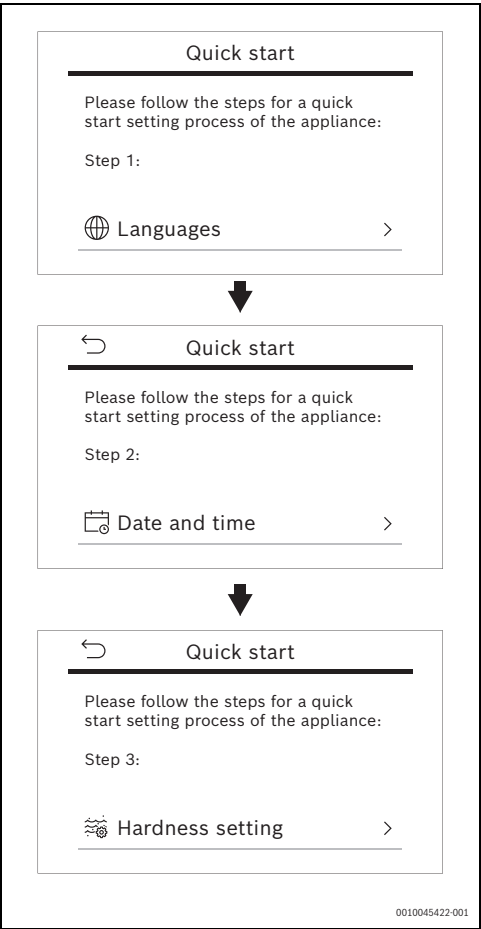 Quick start
Please follow the steps for a quick
start setting process of the appliance:
Step 1:
Languages
Quick start
Please follow the steps for a quick
start setting process of the appliance:
Step 2:
Date and time
Quick start
Please follow the steps for a quick
start setting process of the appliance:
Step 3:
Hardness setting
0010045422-001